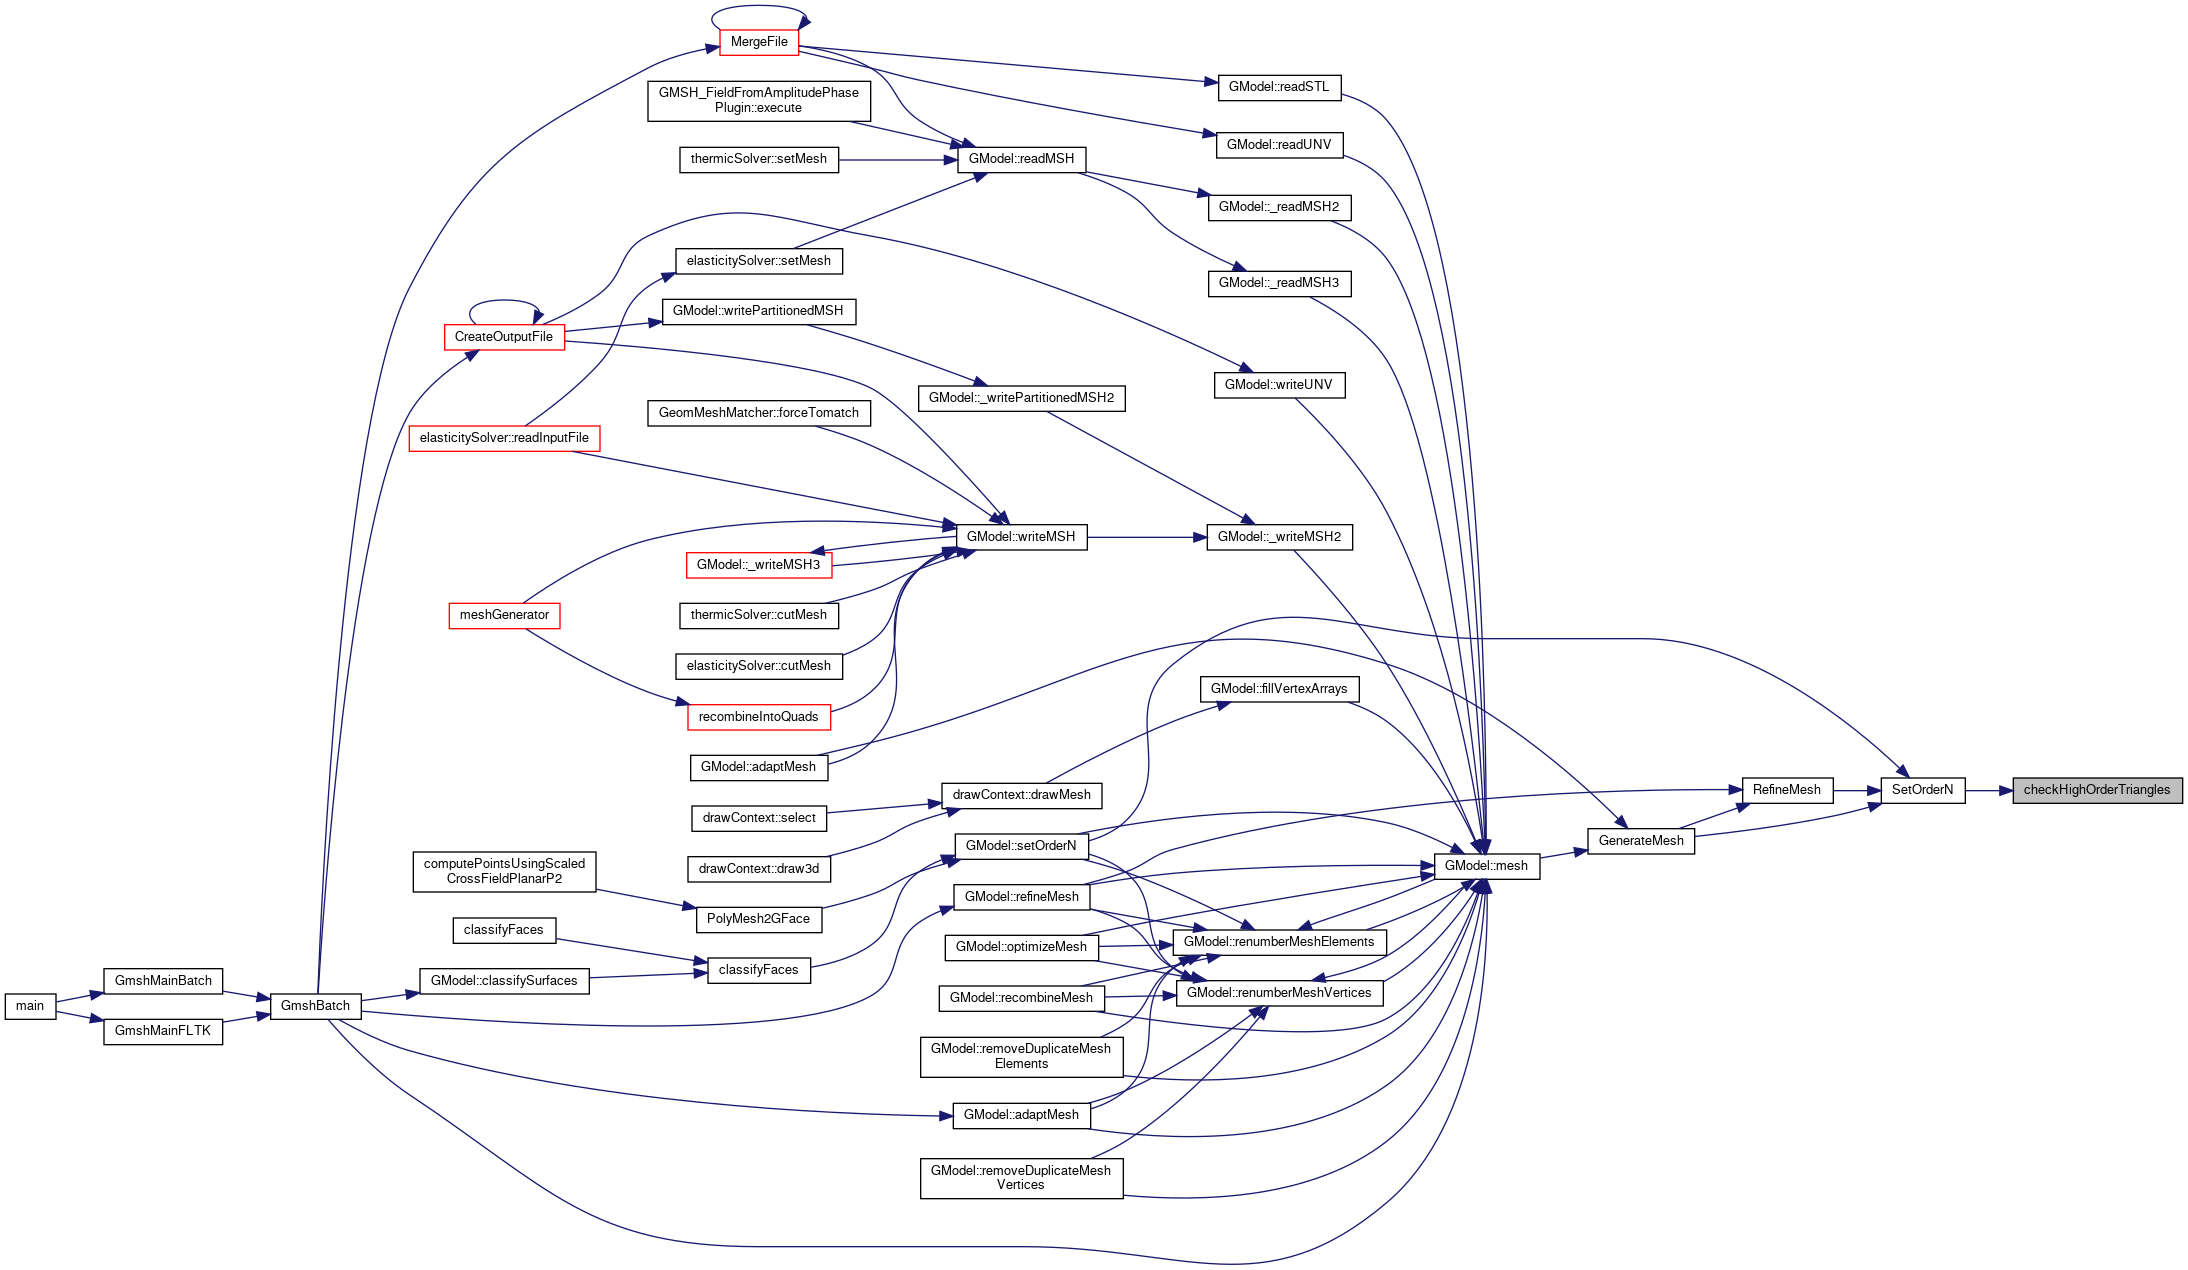 MergeFile
GModel::readSTL
GMSH_FieldFromAmplitudePhase
Plugin::execute
GModel::readUNV
thermicSolver::setMesh
GModel::readMSH
GModel::_readMSH2
elasticitySolver::setMesh
GModel::_readMSH3
GModel::writePartitionedMSH
CreateOutputFile
GModel::writeUNV
GModel::_writePartitionedMSH2
GeomMeshMatcher::forceTomatch
elasticitySolver::readInputFile
GModel::writeMSH
GModel::_writeMSH2
GModel::_writeMSH3
meshGenerator
thermicSolver::cutMesh
elasticitySolver::cutMesh
GModel::fillVertexArrays
recombineIntoQuads
GModel::adaptMesh
drawContext::drawMesh
RefineMesh
SetOrderN
checkHighOrderTriangles
drawContext::select
GenerateMesh
GModel::setOrderN
computePointsUsingScaled
CrossFieldPlanarP2
drawContext::draw3d
GModel::mesh
GModel::refineMesh
PolyMesh2GFace
classifyFaces
GModel::optimizeMesh
GModel::renumberMeshElements
classifyFaces
GmshMainBatch
GModel::classifySurfaces
GModel::recombineMesh
GModel::renumberMeshVertices
main
GmshBatch
GmshMainFLTK
GModel::removeDuplicateMesh
Elements
GModel::adaptMesh
GModel::removeDuplicateMesh
Vertices